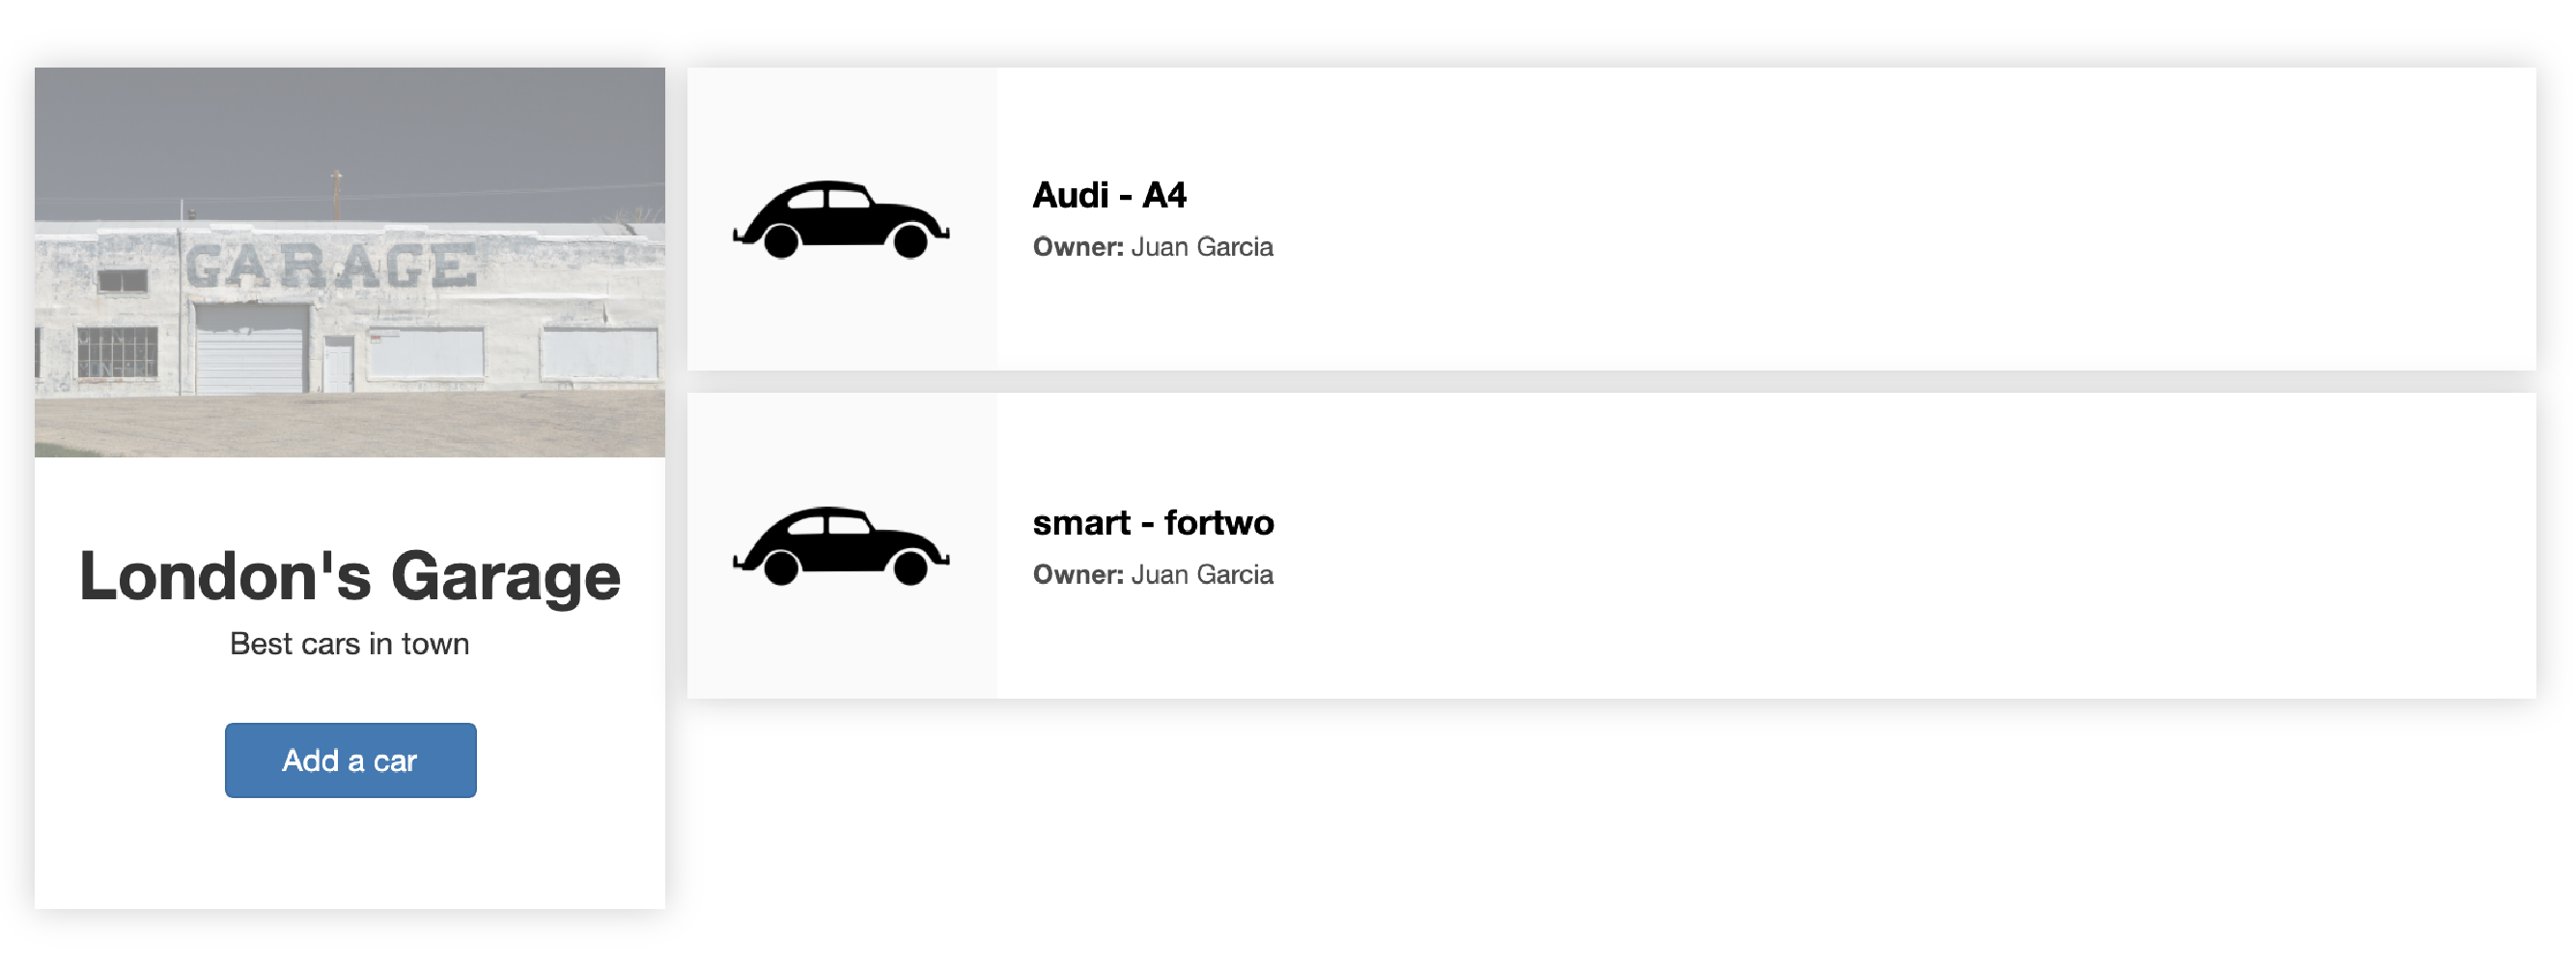 GARAGE
London's Garage
Best cars in town
Add a car
Audi - A4
Owner: Juan Garcia
smart - fortwo
Owner: Juan Garcia